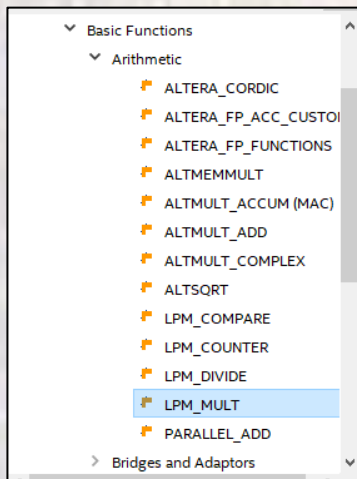 Basic Functions
Arithmetic
ALTERA_CORDIC
ALTERA_FP_ACC_CUSTO
ALTERA_FP_FUNCTIONS
ALTMEMMULT
ALTMULT_ACCUM (MAC)
ALTMULT_ADD
ALTMULT_COMPLEX
ALTSQRT
LPM_COMPARE
LPM_COUNTER
LPM_DIVIDE
LPM_MULT
PARALLEL_ADD
Bridges and Adaptors